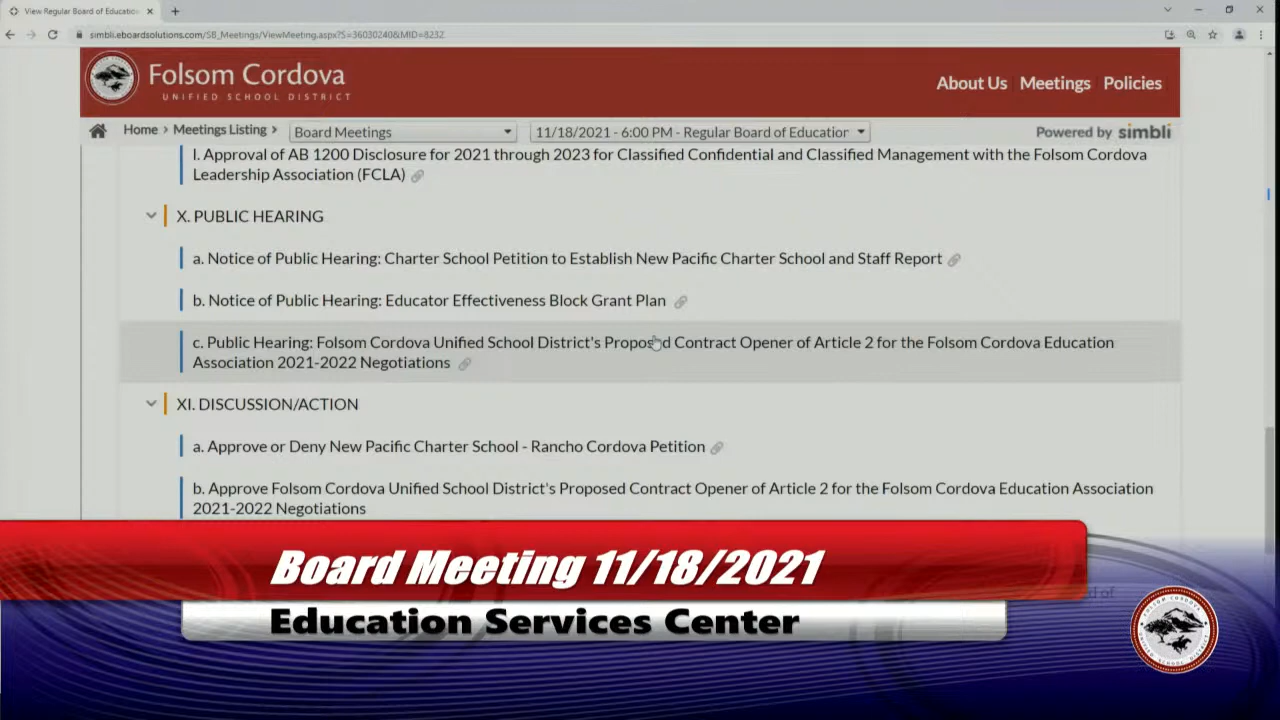 View Regular Board of Education
simbli.eboardsolutions.com/SB_Meetings/ViewMeeting.aspx?S=36030240&MID=8232
Folsom Cordova
UNIFIED SCHOOL DISTRICT
About Us Meetings Policies
Home > Meetings Listing >
Board Meetings
11/18/2021 - 6:00 PM - Regular Board of Education
Powered by simbli
l. Approval of AB 1200 Disclosure for 2021 through 2023 for Classified Confidential and Classified Management with the Folsom Cordova
Leadership Association (FCLA)
X. PUBLIC HEARING
a. Notice of Public Hearing: Charter School Petition to Establish New Pacific Charter School and Staff Report
b. Notice of Public Hearing: Educator Effectiveness Block Grant Plan
c. Public Hearing: Folsom Cordova Unified School District's Proposed Contract Opener of Article 2 for the Folsom Cordova Education
Association 2021-2022 Negotiations
XI. DISCUSSION/ACTION
a. Approve or Deny New Pacific Charter School - Rancho Cordova Petition
b. Approve Folsom Cordova Unified School District's Proposed Contract Opener of Article 2 for the Folsom Cordova Education Association
2021-2022 Negotiations
Board Meeting 11/18/2021
of
Education Services Center